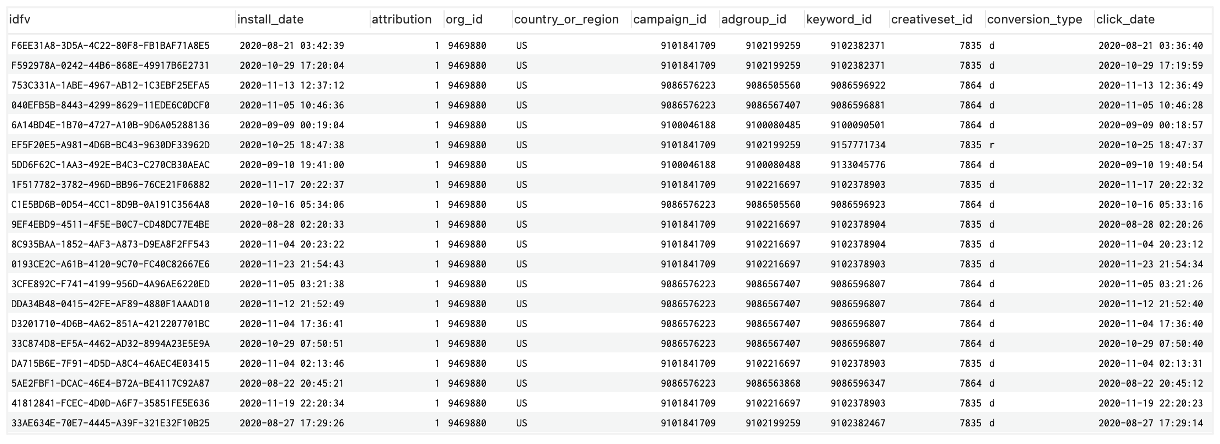 idfv install_date attribution org_id country_or_region campaign_id adgroup_id keyword_id creativeset_id conversion_type click_date
F6EE31A8-3D5A-4C22-80F8-FB1BAF71A8E5 2020-08-21 03:42:39 1 9469880 US 9101841709 9102199259 9102382371 7835 d 2020-08-21 03:36:40
F592978A-0242-44B6-868E-49917B6E2731 2020-10-29 17:20:04 1 9469880 US 9101841709 9102199259 9102382371 7835 d 2020-10-29 17:19:59
753C331A-1ABE-4967-AB12-1C3EBF25EFA5 2020-11-13 12:37:12 1 9469880 US 9086576223 9086505560 9086596922 7864 d 2020-11-13 12:36:49
040EFB5B-8443-4299-8629-11EDE6C0DCF0 2020-11-05 10:46:36 1 9469880 US 9086576223 9086567407 9086596881 7864 d 2020-11-05 10:46:28
6A14BD4E-1B70-4727-A10B-9D6A05288136 2020-09-09 00:19:04 1 9469880 US 9100046188 9100080485 9100090501 7864 d 2020-09-09 00:18:57
EF5F20E5-A981-4D6B-BC43-9630DF33962D 2020-10-25 18:47:38 1 9469880 US 9101841709 9102199259 9157771734 7835 r 2020-10-25 18:47:37
5DD6F62C-1AA3-492E-B4C3-C270CB30AEAC 2020-09-10 19:41:00 1 9469880 US 9100046188 9100080488 9133045776 7864 d 2020-09-10 19:40:54
1F517782-3782-496D-BB96-76CE21F06882 2020-11-17 20:22:37 1 9469880 US 9101841709 9102216697 9102378903 7835 d 2020-11-17 20:22:32
C1E5BD6B-0D54-4CC1-8D9B-0A191C3564A8 2020-10-16 05:34:06 1 9469880 US 9086576223 9086505560 9086596923 7864 d 2020-10-16 05:33:16
9EF4EBD9-4511-4F5E-B0C7-CD48DC77E4BE 2020-08-28 02:20:33 1 9469880 US 9101841709 9102216697 9102378904 7835 d 2020-08-28 02:20:26
8C935BAA-1852-4AF3-A873-D9EA8F2FF543 2020-11-04 20:23:22 1 9469880 US 9101841709 9102216697 9102378904 7835 d 2020-11-04 20:23:12
0193CE2C-A61B-4120-9C70-FC40C82667E6 2020-11-23 21:54:43 1 9469880 US 9101841709 9102216697 9102378903 7835 d 2020-11-23 21:54:34
3CFE892C-F741-4199-956D-4A96AE6220ED 2020-11-05 03:21:38 1 9469880 US 9086576223 9086567407 9086596807 7864 d 2020-11-05 03:21:26
DDA34B48-0415-42FE-AF89-4880F1AAAD10 2020-11-12 21:52:49 1 9469880 US 9086576223 9086567407 9086596807 7864 d 2020-11-12 21:52:40
D3201710-4D6B-4A62-851A-4212207701BC 2020-11-04 17:36:41 1 9469880 US 9086576223 9086567407 9086596807 7864 d 2020-11-04 17:36:40
33C874D8-EF5A-4462-AD32-8994A23E5E9A 2020-10-29 07:50:51 1 9469880 US 9086576223 9086567407 9086596807 7864 d 2020-10-29 07:50:40
DA715B6E-7F91-4D5D-A8C4-46AEC4E03415 2020-11-04 02:13:46 1 9469880 US 9101841709 9102216697 9102378903 7835 d 2020-11-04 02:13:31
5AE2FBF1-DCAC-46E4-B72A-BE4117C92A87 2020-08-22 20:45:21 1 9469880 US 9086576223 9086563868 9086596347 7864 d 2020-08-22 20:45:12
41812841-FCEC-4D0D-A6F7-35851FE5E636 2020-11-19 22:20:34 1 9469880 US 9101841709 9102216697 9102378903 7835 d 2020-11-19 22:20:23
33AE634E-70E7-4445-A39F-321E32F10B25 2020-08-27 17:29:26 1 9469880 US 9101841709 9102199259 9102382467 7835 d 2020-08-27 17:29:14